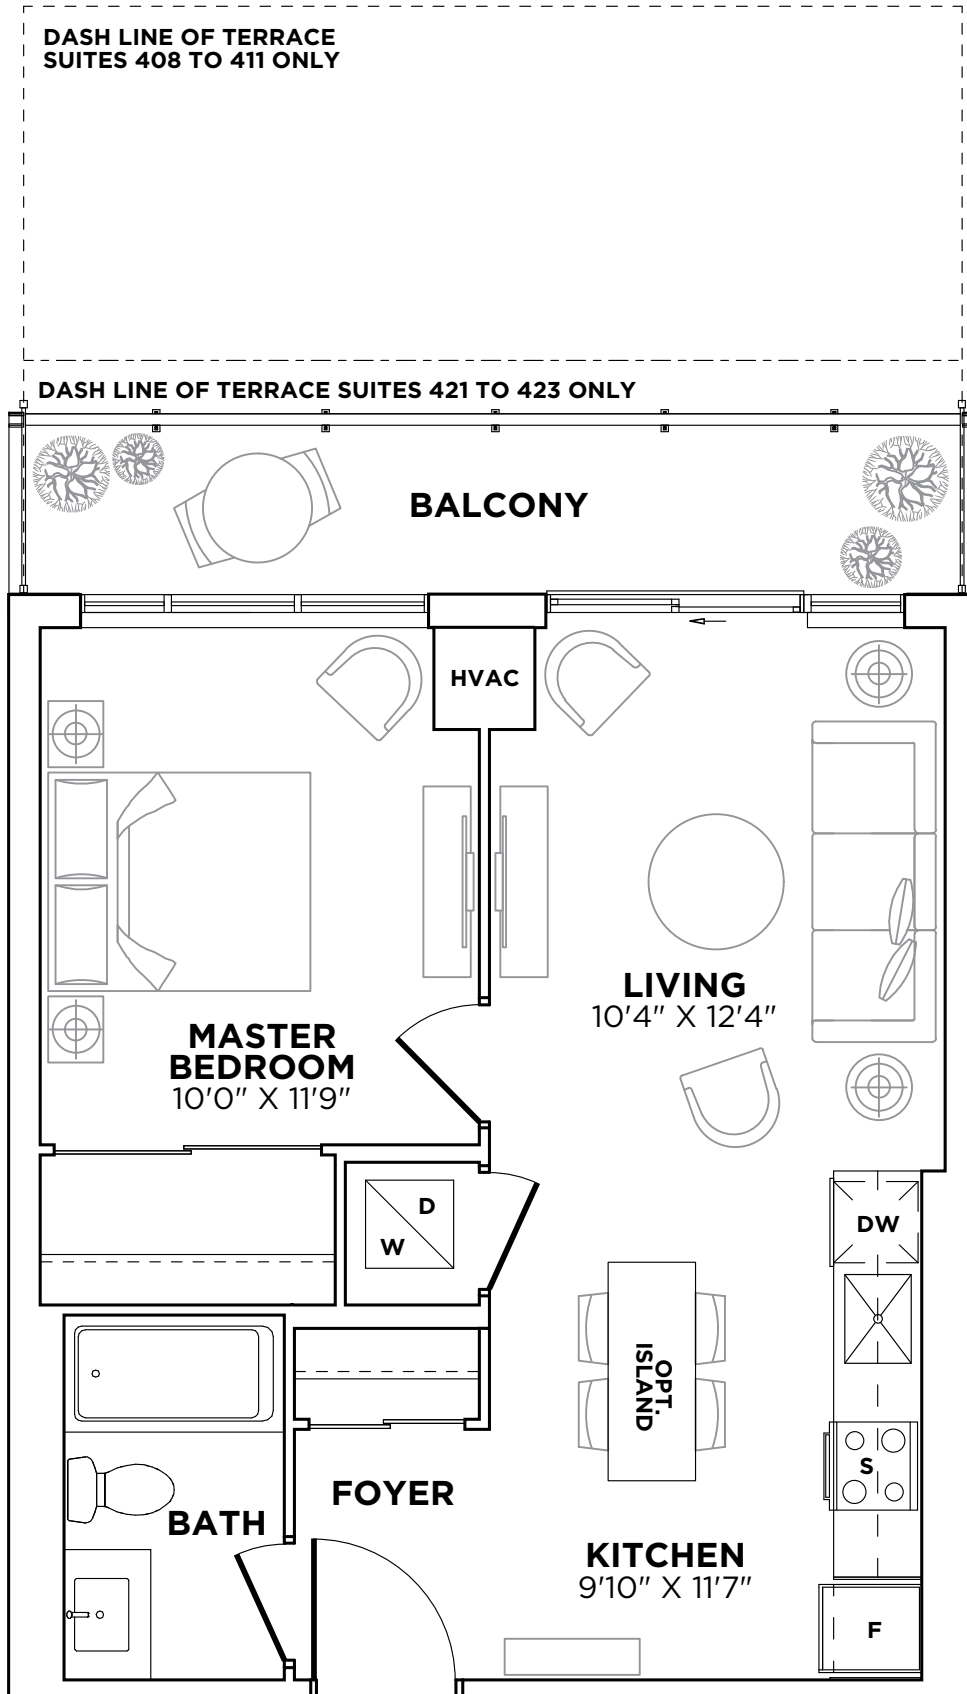 DASH LINE OF TERRACE
SUITES 408 TO 411 ONLY
DASH LINE OF TERRACE SUITES 421 TO 423 ONLY
BALCONY
HVAC
LIVING
10'4" X 12'4"
MASTER
BEDROOM
10'0" X 11'9"
D
W
DW
OPT.
ISLAND
S
FOYER
BATH
KITCHEN
9'10" X 11'7"
F